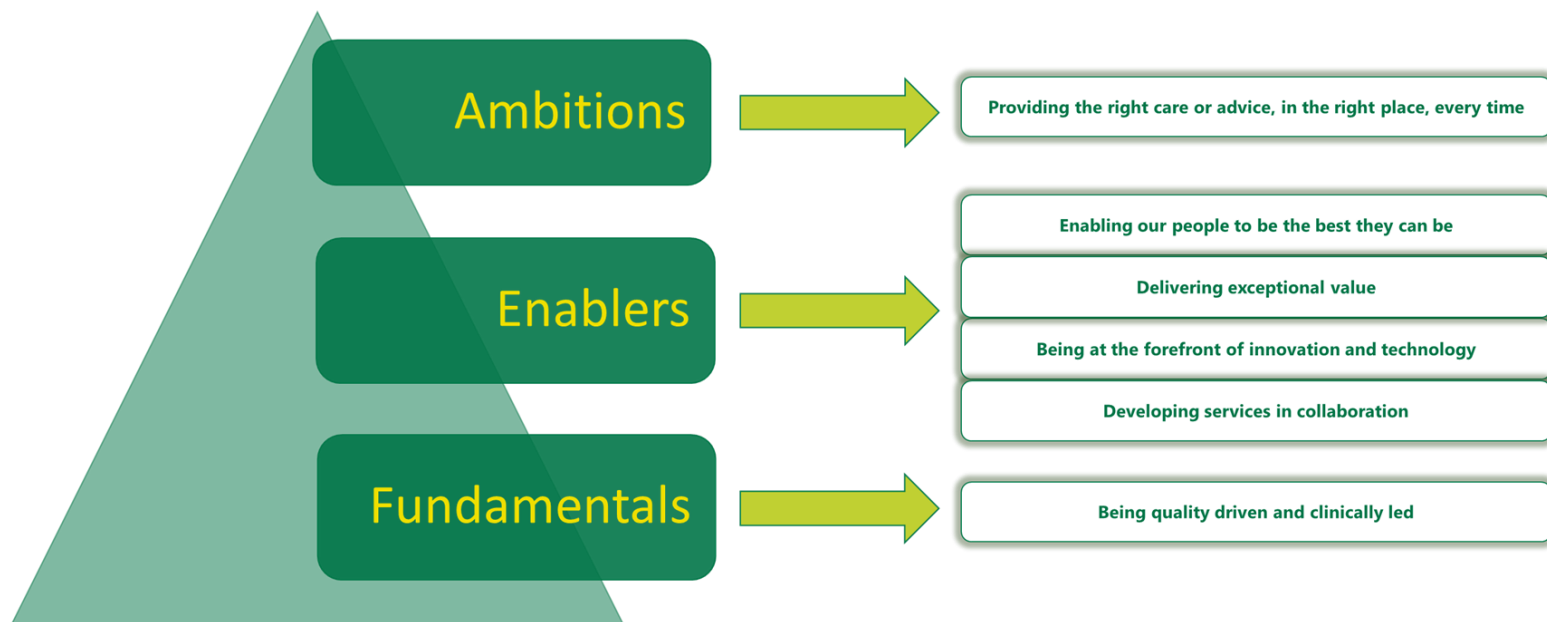 Ambitions
Providing the right care or advice, in the right place, every time
Enablers
Enabling our people to be the best they can be
Delivering exceptional value
Being at the forefront of innovation and technology
Developing services in collaboration
Fundamentals
Being quality driven and clinically led